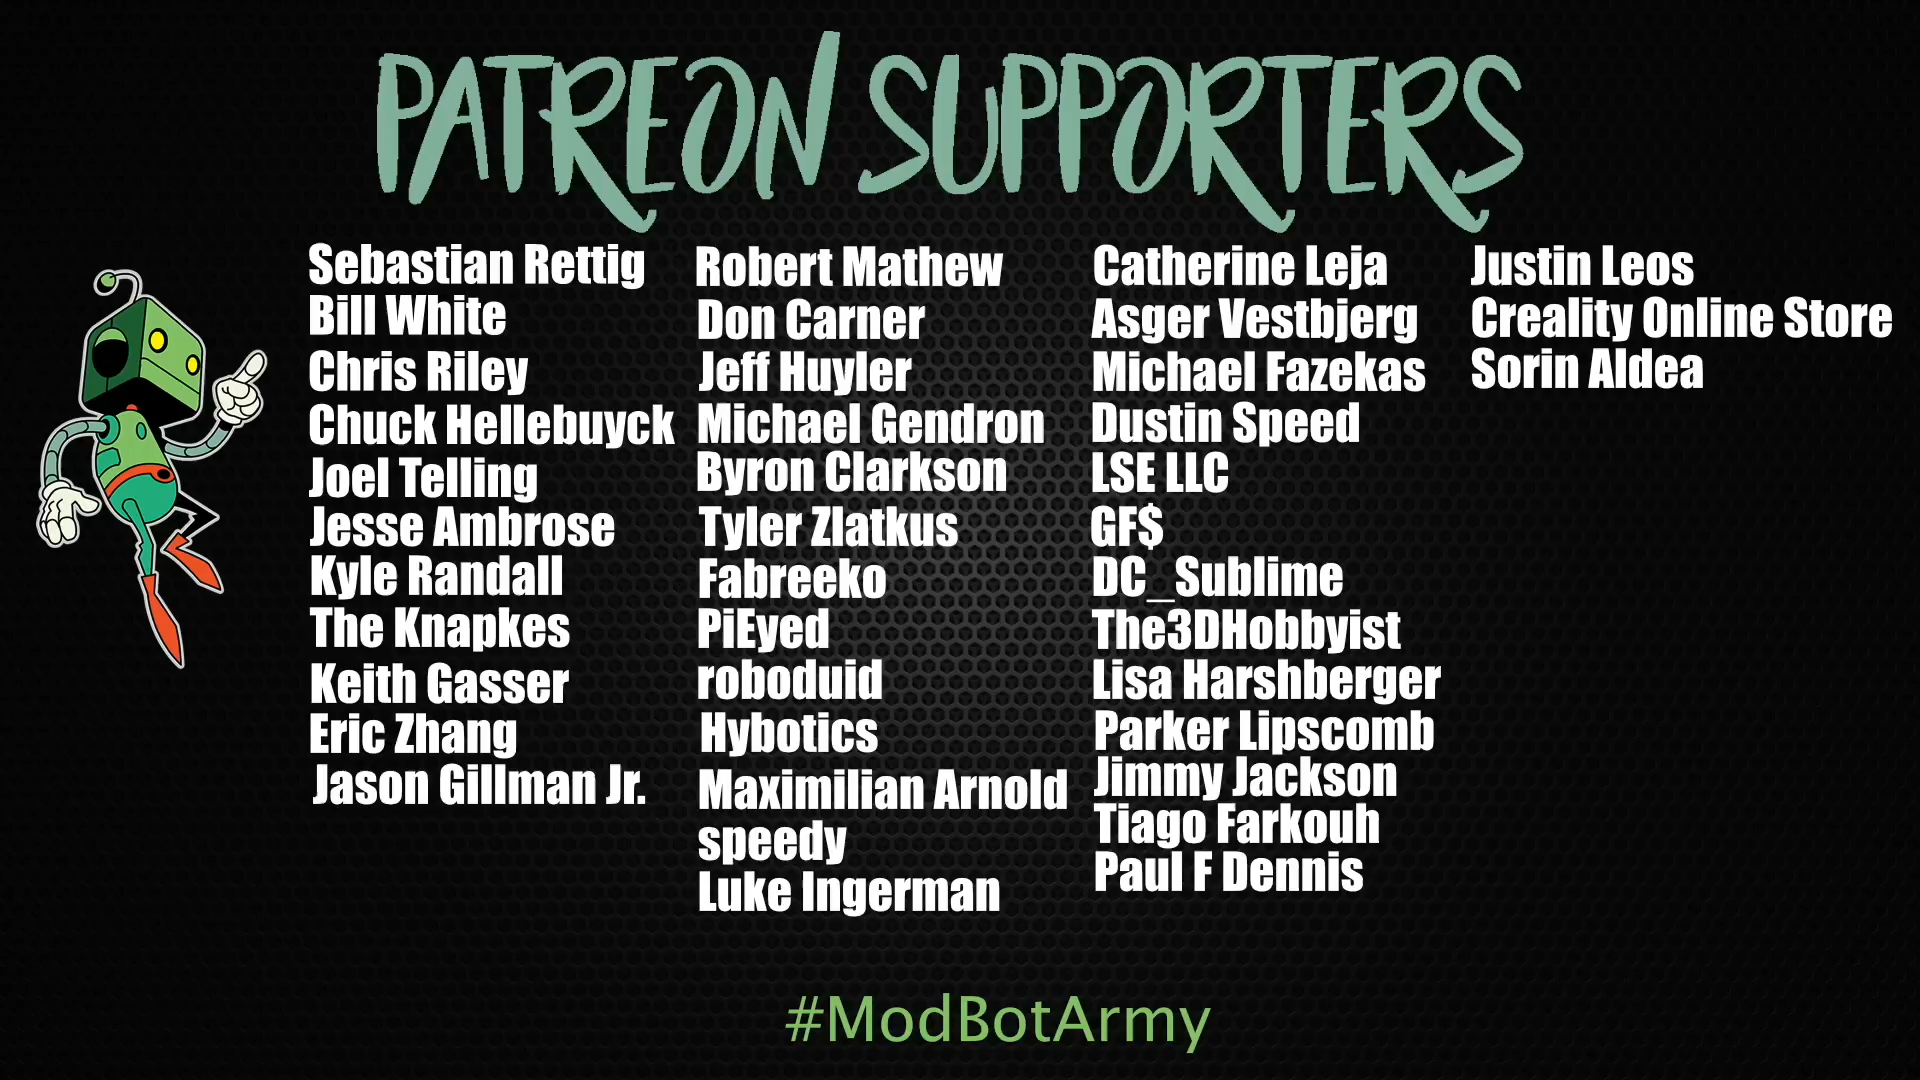 PATREON SUPPORTERS
Sebastian Rettig
Bill White
Chris Riley
Chuck Hellebuyck
Joel Telling
Jesse Ambrose
Kyle Randall
The Knapkes
Keith Gasser
Eric Zhang
Jason Gillman Jr.
Robert Mathew
Don Carner
Jeff Huyler
Michael Gendron
Byron Clarkson
Tyler Zlatkus
Fabreeko
PiEyed
roboduid
Hybotics
Maximilian Arnold
speedy
Luke Ingerman
Catherine Leja
Asger Vestbjerg
Michael Fazekas
Dustin Speed
LSE LLC
GF$
DC_Sublime
The3DHobbyist
Lisa Harshberger
Parker Lipscomb
Jimmy Jackson
Tiago Farkouh
Paul F Dennis
Justin Leos
Creality Online Store
Sorin Aldea
#ModBotArmy